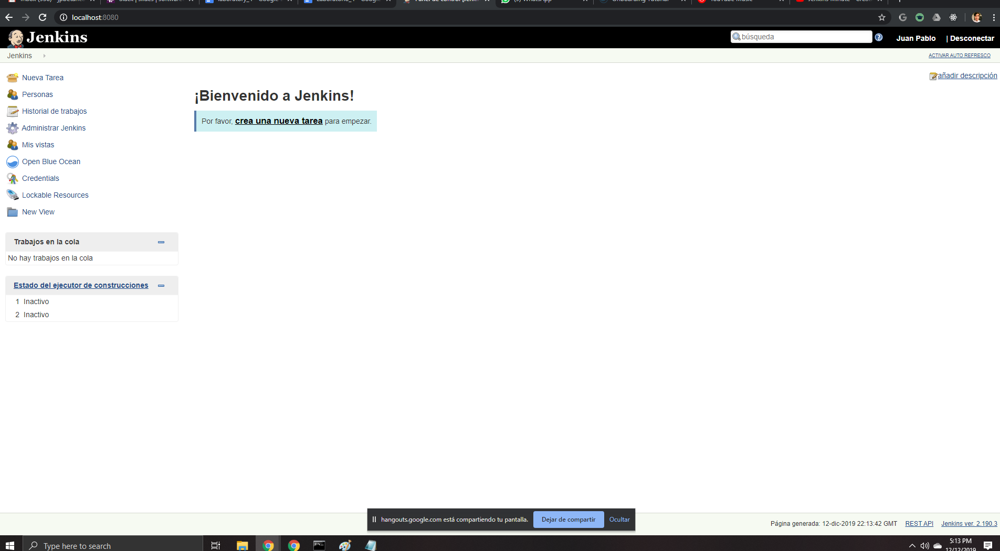 localhost:8080
Jenkins
búsqueda
Juan Pablo
| Desconectar
Jenkins
ACTIVAR AUTO REFRESCO
Nueva Tarea
Personas
Historial de trabajos
Administrar Jenkins
Mis vistas
Open Blue Ocean
Credentials
Lockable Resources
New View
añadir descripción
¡Bienvenido a Jenkins!
Por favor, crea una nueva tarea para empezar.
Trabajos en la cola
No hay trabajos en la cola
Estado del ejecutor de construcciones
1 Inactivo
2 Inactivo
hangouts.google.com está compartiendo tu pantalla.
Dejar de compartir
Ocultar
Página generada: 12-dic-2019 22:13:42 GMT
REST API
Jenkins ver. 2.190.3
Type here to search
5:13 PM
12/12/2019